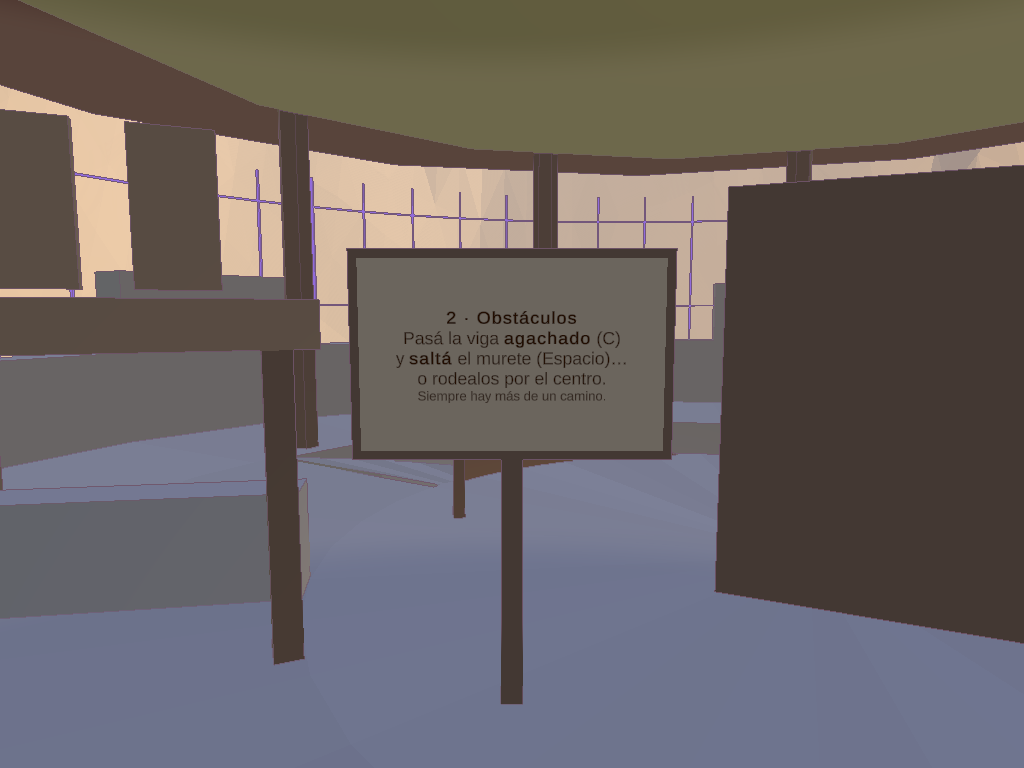 2 · Obstáculos
Pasá la viga agachado (C)
y saltá el murete (Espacio)…
o rodealos por el centro.
Siempre hay más de un camino.